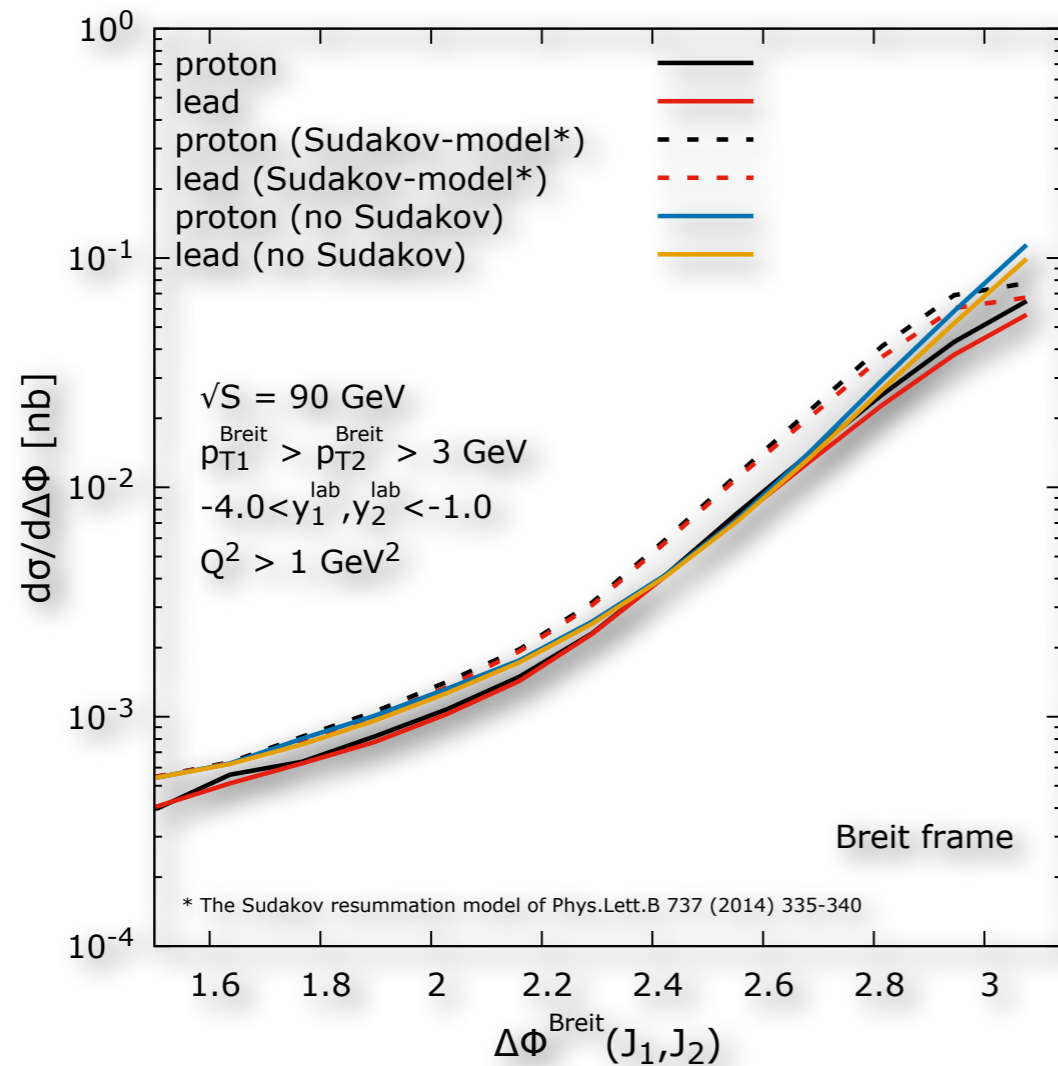 10^0
proton
lead
proton (Sudakov-model*)
lead (Sudakov-model*)
proton (no Sudakov)
lead (no Sudakov)
10^-1
dσ/dΔΦ [nb]
√S = 90 GeV
p_T1^Breit > p_T2^Breit > 3 GeV
10^-2
-4.0<y_1^lab,y_2^lab<-1.0
Q^2 > 1 GeV^2
10^-3
Breit frame
* The Sudakov resummation model of Phys.Lett.B 737 (2014) 335-340
10^-4
1.6 1.8 2 2.2 2.4 2.6 2.8 3
ΔΦ^Breit(J_1,J_2)